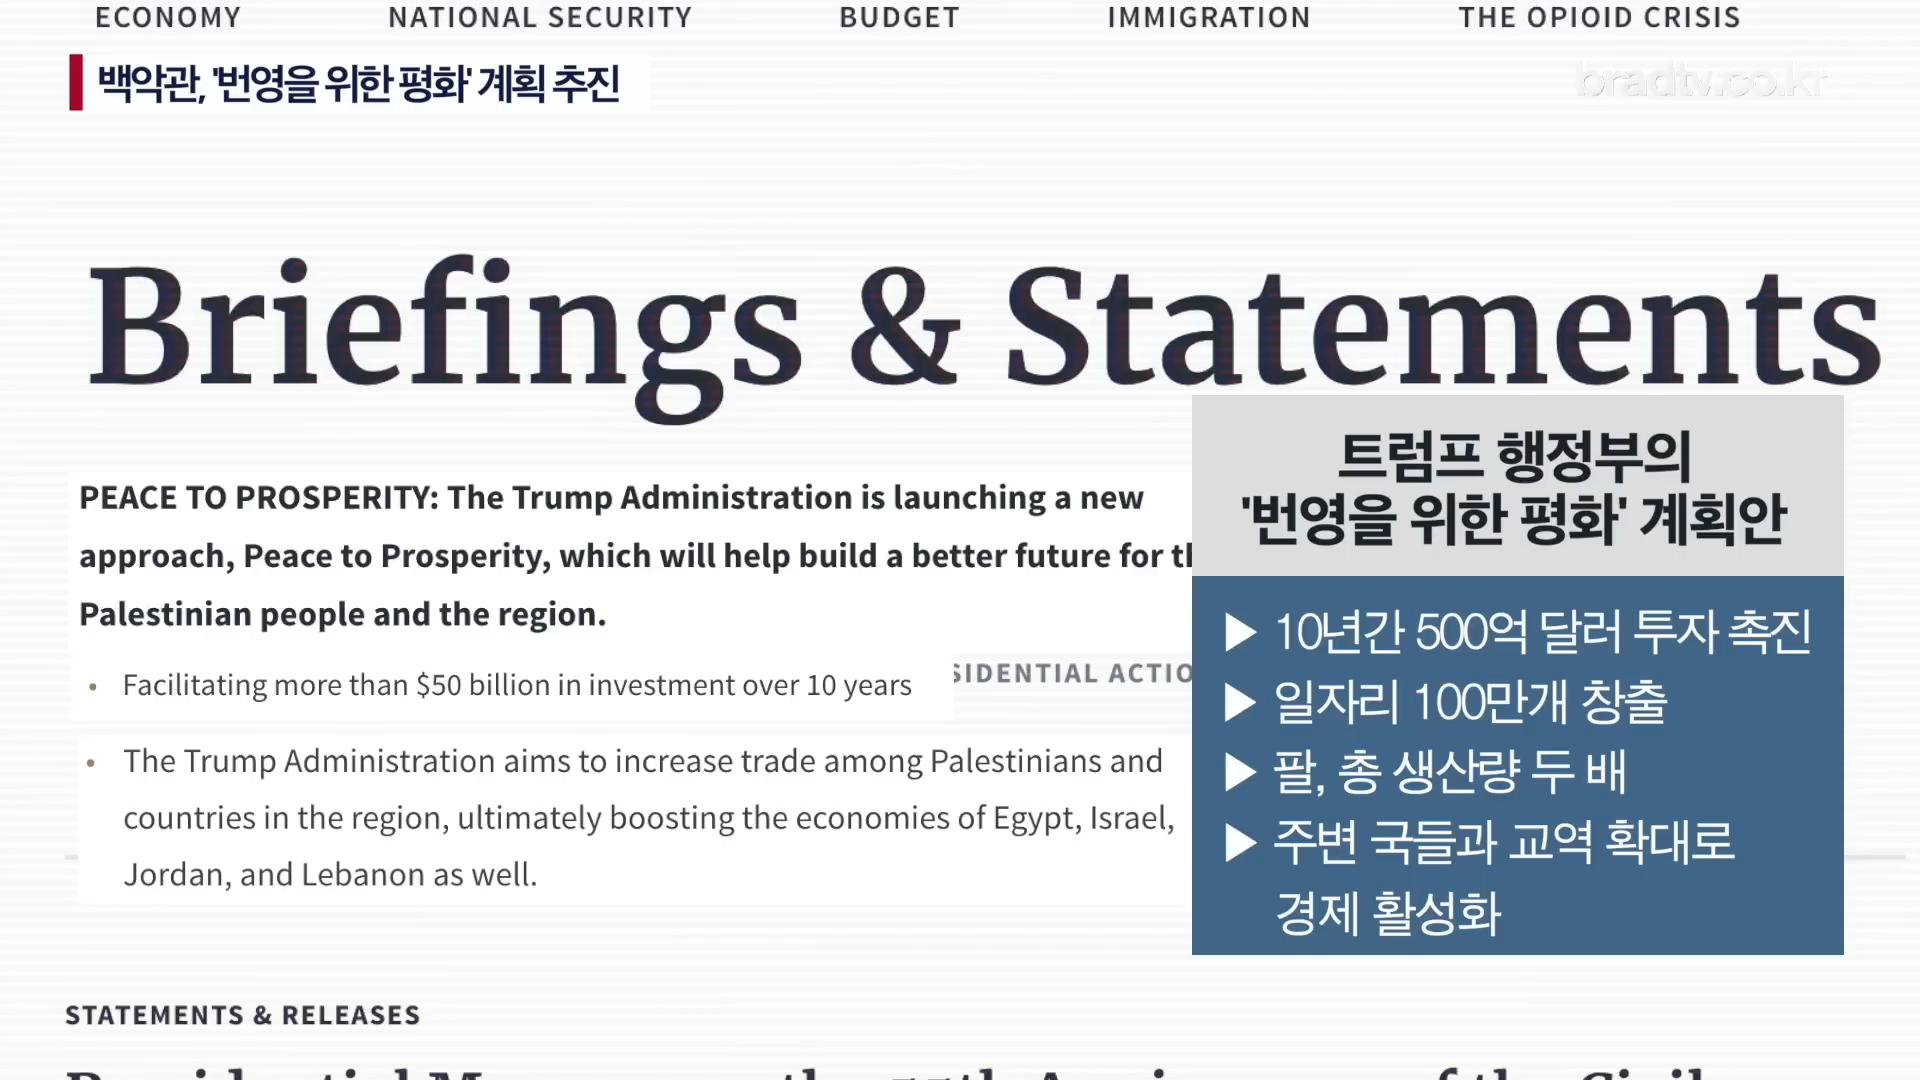 ECONOMY NATIONAL SECURITY BUDGET IMMIGRATION THE OPIOID CRISIS
백악관, '번영을 위한 평화' 계획 추진
bradtv.co.kr
Briefings & Statements
PEACE TO PROSPERITY: The Trump Administration is launching a new
approach, Peace to Prosperity, which will help build a better future for
Palestinian people and the region.
• Facilitating more than $50 billion in investment over 10 years
• The Trump Administration aims to increase trade among Palestinians and
countries in the region, ultimately boosting the economies of Egypt, Israel,
Jordan, and Lebanon as well.
트럼프 행정부의
'번영을 위한 평화' 계획안
▶ 10년간 500억 달러 투자 촉진
▶ 일자리 100만개 창출
▶ 팔, 총 생산량 두 배
▶ 주변 국들과 교역 확대로
경제 활성화
STATEMENTS & RELEASES